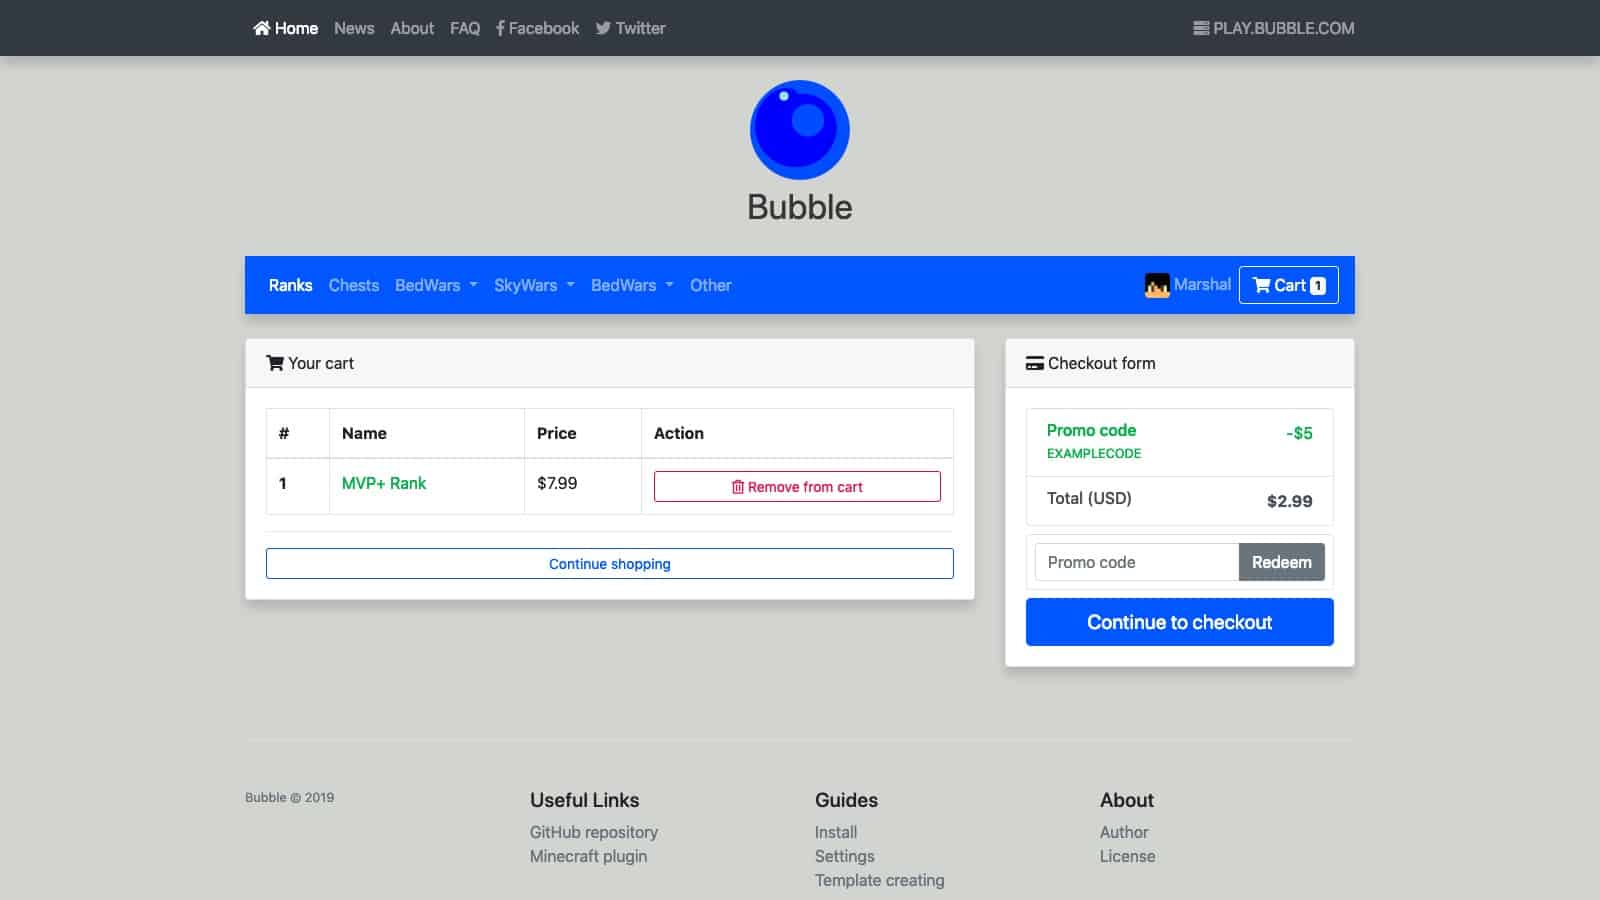 Home News About FAQ Facebook Twitter PLAY.BUBBLE.COM
Bubble
Ranks Chests BedWars SkyWars BedWars Other Marshal Cart 1
Your cart
# Name Price Action
1 MVP+ Rank $7.99 Remove from cart
Continue shopping
Checkout form
Promo code -$5
EXAMPLECODE
Total (USD) $2.99
Promo code Redeem
Continue to checkout
Bubble © 2019
Useful Links
GitHub repository
Minecraft plugin
Guides
Install
Settings
Template creating
About
Author
License